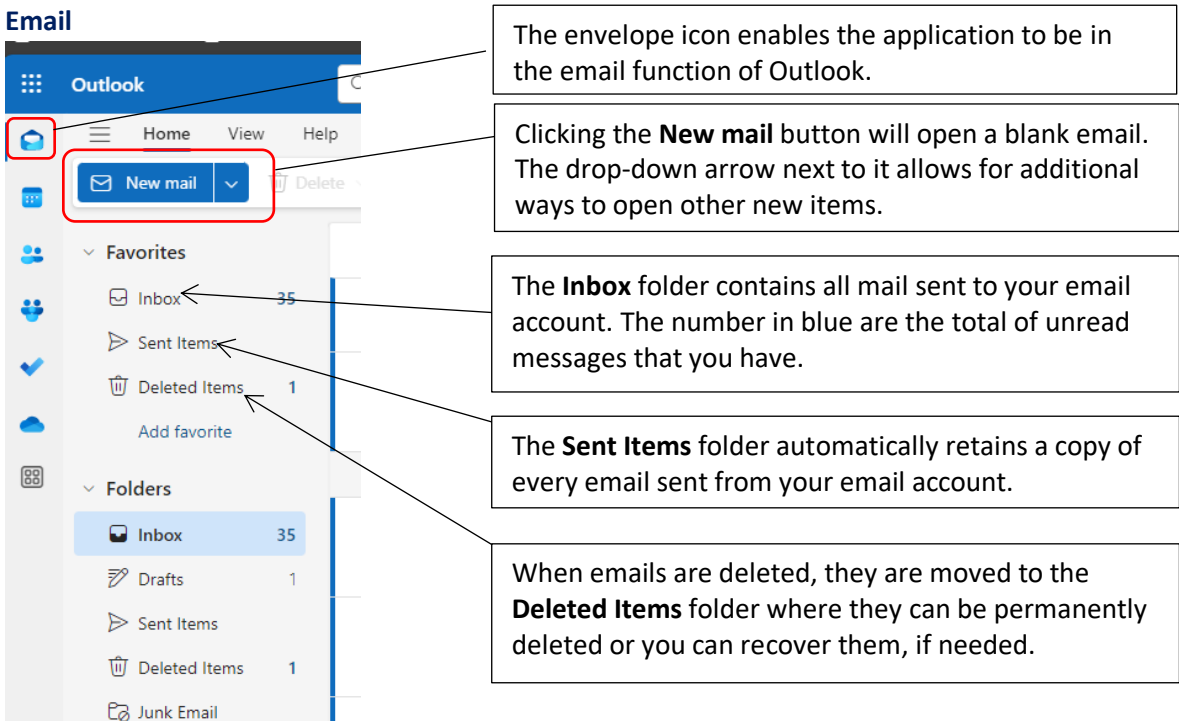 Email
Outlook
Home View Help
New mail Delete
Favorites
Inbox 35
Sent Items
Deleted Items 1
Add favorite
Folders
Inbox 35
Drafts 1
Sent Items
Deleted Items 1
Junk Email
The envelope icon enables the application to be in
the email function of Outlook.
Clicking the New mail button will open a blank email.
The drop-down arrow next to it allows for additional
ways to open other new items.
The Inbox folder contains all mail sent to your email
account. The number in blue are the total of unread
messages that you have.
The Sent Items folder automatically retains a copy of
every email sent from your email account.
When emails are deleted, they are moved to the
Deleted Items folder where they can be permanently
deleted or you can recover them, if needed.